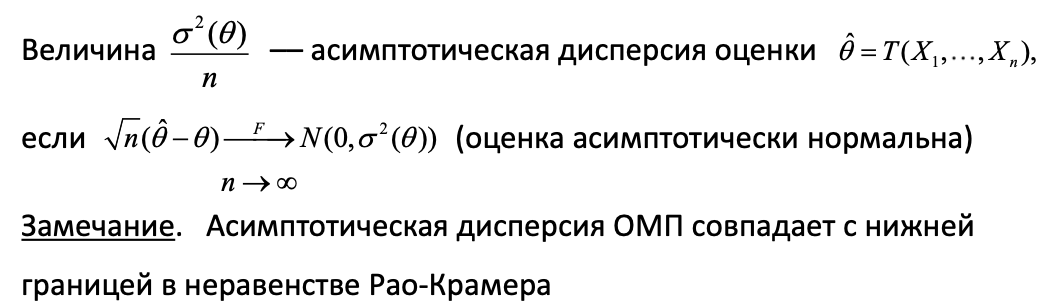 Величина σ²(θ)/n — асимптотическая дисперсия оценки θ̂ = T(X₁,…,Xₙ),
если √n(θ̂ − θ) —F→ N(0,σ²(θ)) (оценка асимптотически нормальна)
n → ∞
Замечание. Асимптотическая дисперсия ОМП совпадает с нижней
границей в неравенстве Рао-Крамера